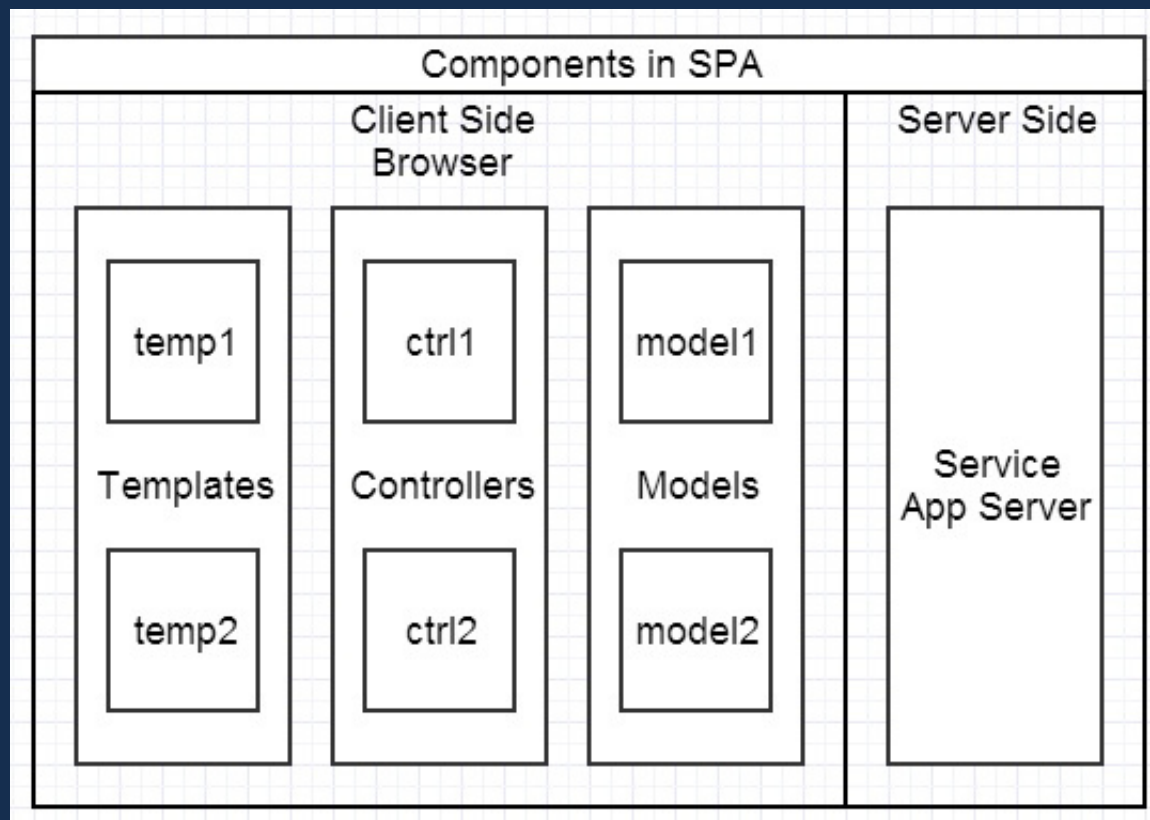 Components in SPA
Client Side
Browser
Server Side
temp1
ctrl1
model1
Templates
Controllers
Models
Service
App Server
temp2
ctrl2
model2